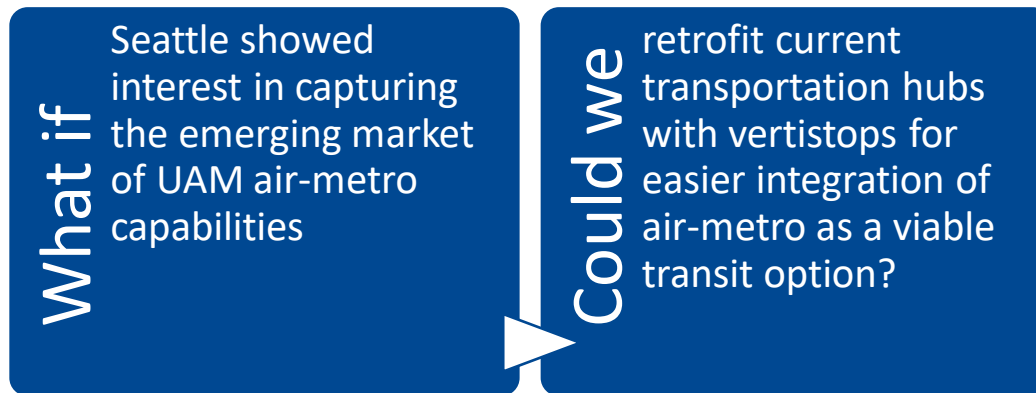 What if
Seattle showed
interest in capturing
the emerging market
of UAM air-metro
capabilities
Could we
retrofit current
transportation hubs
with vertistops for
easier integration of
air-metro as a viable
transit option?